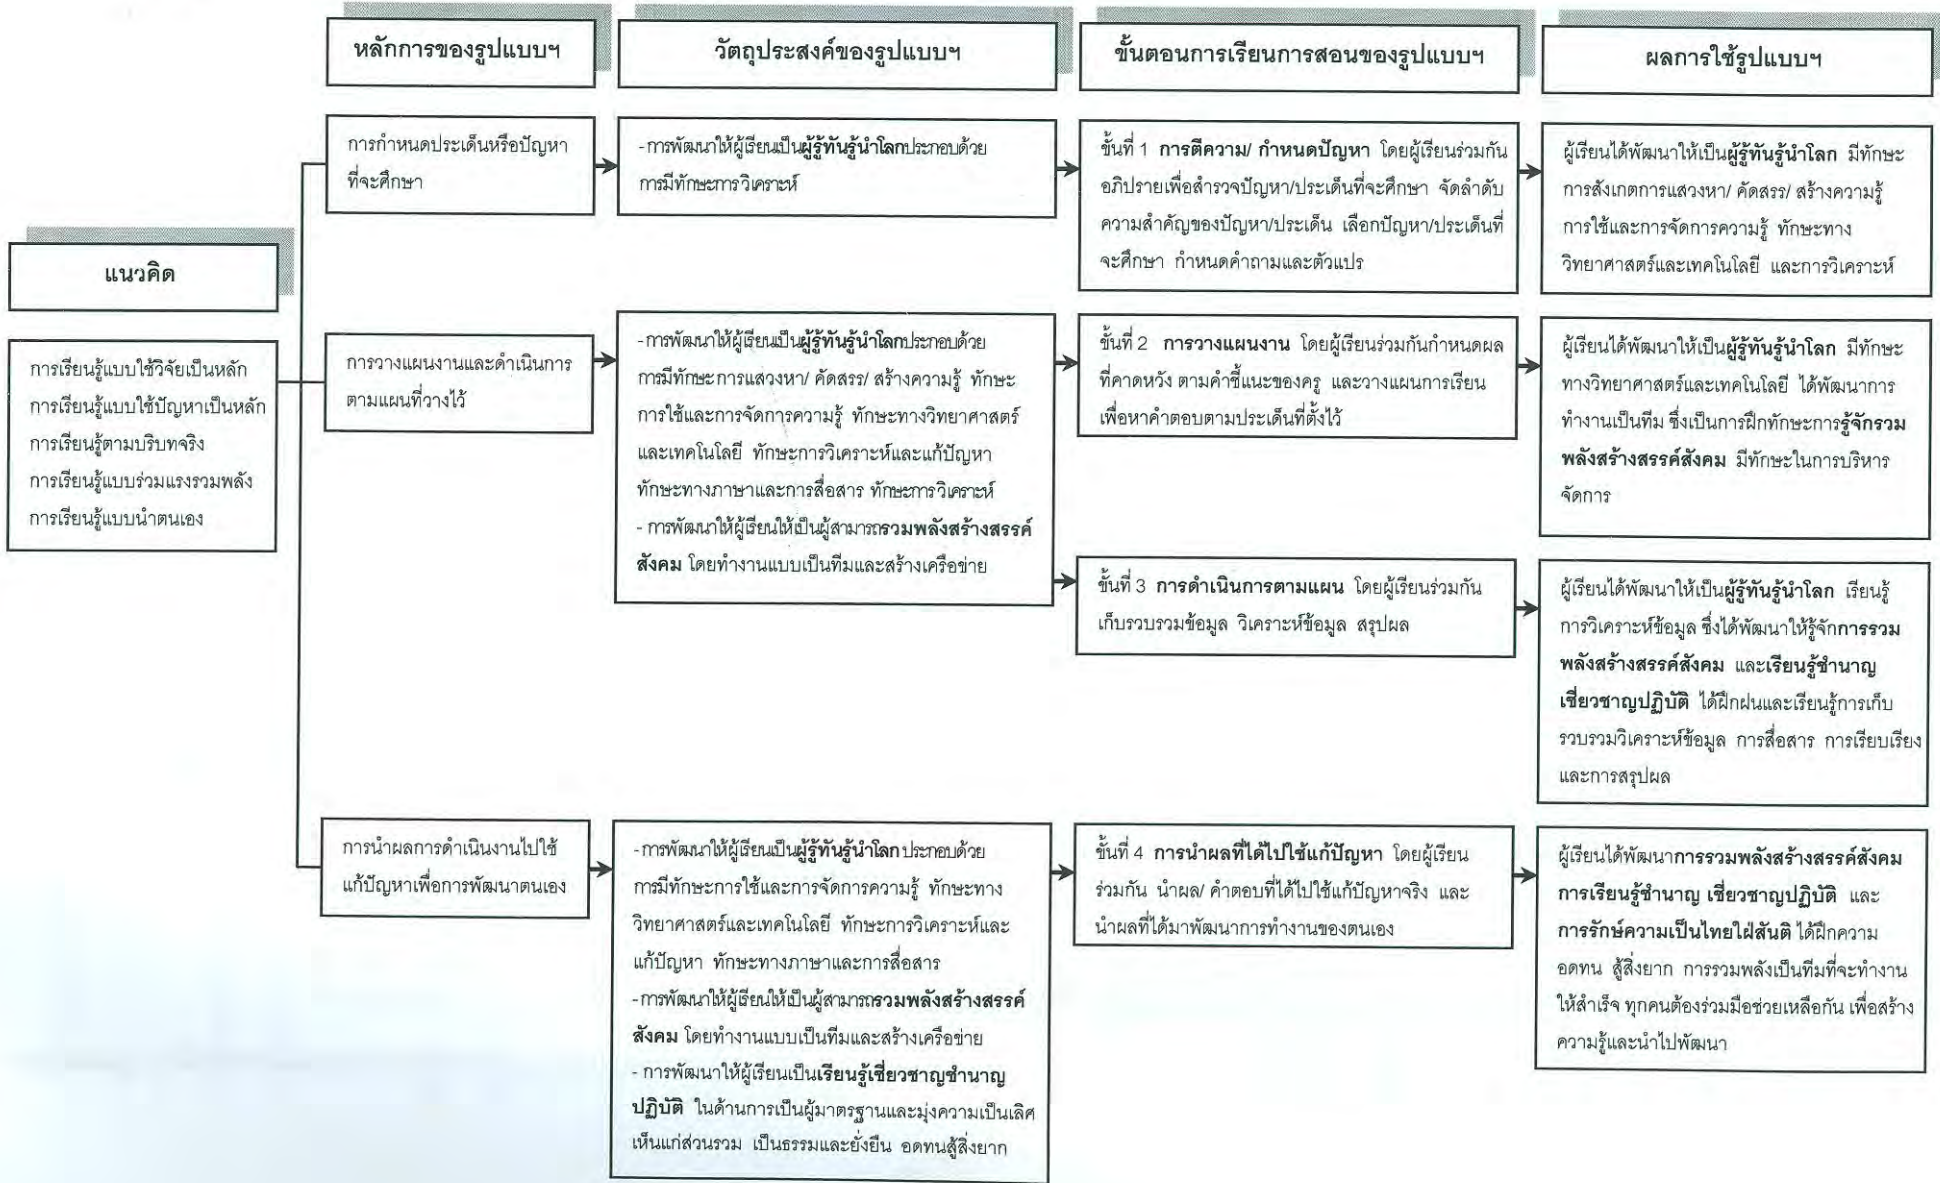 หลักการของรูปแบบฯ
วัตถุประสงค์ของรูปแบบฯ
ขั้นตอนการเรียนการสอนของรูปแบบฯ
ผลการใช้รูปแบบฯ
แนวคิด
การเรียนรู้แบบใช้วิจัยเป็นหลัก
การเรียนรู้แบบใช้ปัญหาเป็นหลัก
การเรียนรู้ตามบริบทจริง
การเรียนรู้แบบร่วมแรงรวมพลัง
การเรียนรู้แบบนำตนเอง
การกำหนดประเด็นหรือปัญหา
ที่จะศึกษา
-การพัฒนาให้ผู้เรียนเป็นผู้รู้ทันรู้นำโลกประกอบด้วย
การมีทักษะการวิเคราะห์
ขั้นที่ 1 การตีความ/ กำหนดปัญหา โดยผู้เรียนร่วมกัน
อภิปรายเพื่อสำรวจปัญหา/ประเด็นที่จะศึกษา จัดลำดับ
ความสำคัญของปัญหา/ประเด็น เลือกปัญหา/ประเด็นที่
จะศึกษา กำหนดคำถามและตัวแปร
ผู้เรียนได้พัฒนาให้เป็นผู้รู้ทันรู้นำโลก มีทักษะ
การสังเกตการแสวงหา/ คัดสรร/ สร้างความรู้
การใช้และการจัดการความรู้ ทักษะทาง
วิทยาศาสตร์และเทคโนโลยี และการวิเคราะห์
การวางแผนงานและดำเนินการ
ตามแผนที่วางไว้
-การพัฒนาให้ผู้เรียนเป็นผู้รู้ทันรู้นำโลกประกอบด้วย
การมีทักษะการแสวงหา/ คัดสรร/ สร้างความรู้ ทักษะ
การใช้และการจัดการความรู้ ทักษะทางวิทยาศาสตร์
และเทคโนโลยี ทักษะการวิเคราะห์และแก้ปัญหา
ทักษะทางภาษาและการสื่อสาร ทักษะการวิเคราะห์
- การพัฒนาให้ผู้เรียนให้เป็นผู้สามารถรวมพลังสร้างสรรค์
สังคม โดยทำงานแบบเป็นทีมและสร้างเครือข่าย
ขั้นที่ 2 การวางแผนงาน โดยผู้เรียนร่วมกันกำหนดผล
ที่คาดหวัง ตามคำชี้แนะของครู และวางแผนการเรียน
เพื่อหาคำตอบตามประเด็นที่ตั้งไว้
ผู้เรียนได้พัฒนาให้เป็นผู้รู้ทันรู้นำโลก มีทักษะ
ทางวิทยาศาสตร์และเทคโนโลยี ได้พัฒนาการ
ทำงานเป็นทีม ซึ่งเป็นการฝึกทักษะการรู้จักรวม
พลังสร้างสรรค์สังคม มีทักษะในการบริหาร
จัดการ
ขั้นที่ 3 การดำเนินการตามแผน โดยผู้เรียนร่วมกัน
เก็บรวบรวมข้อมูล วิเคราะห์ข้อมูล สรุปผล
ผู้เรียนได้พัฒนาให้เป็นผู้รู้ทันรู้นำโลก เรียนรู้
การวิเคราะห์ข้อมูล ซึ่งได้พัฒนาให้รู้จักการรวม
พลังสร้างสรรค์สังคม และเรียนรู้ชำนาญ
เชี่ยวชาญปฏิบัติ ได้ฝึกฝนและเรียนรู้การเก็บ
รวบรวมวิเคราะห์ข้อมูล การสื่อสาร การเรียบเรียง
และการสรุปผล
การนำผลการดำเนินงานไปใช้
แก้ปัญหาเพื่อการพัฒนาตนเอง
-การพัฒนาให้ผู้เรียนเป็นผู้รู้ทันรู้นำโลก ประกอบด้วย
การมีทักษะการใช้และการจัดการความรู้ ทักษะทาง
วิทยาศาสตร์และเทคโนโลยี ทักษะการวิเคราะห์และ
แก้ปัญหา ทักษะทางภาษาและการสื่อสาร
-การพัฒนาให้ผู้เรียนให้เป็นผู้สามารถรวมพลังสร้างสรรค์
สังคม โดยทำงานแบบเป็นทีมและสร้างเครือข่าย
- การพัฒนาให้ผู้เรียนเป็นเรียนรู้เชี่ยวชาญชำนาญ
ปฏิบัติ ในด้านการเป็นผู้มาตรฐานและมุ่งความเป็นเลิศ
เห็นแก่ส่วนรวม เป็นธรรมและยั่งยืน อดทนสู้สิ่งยาก
ขั้นที่ 4 การนำผลที่ได้ไปใช้แก้ปัญหา โดยผู้เรียน
ร่วมกัน นำผล/ คำตอบที่ได้ไปใช้แก้ปัญหาจริง และ
นำผลที่ได้มาพัฒนาการทำงานของตนเอง
ผู้เรียนได้พัฒนาการรวมพลังสร้างสรรค์สังคม
การเรียนรู้ชำนาญ เชี่ยวชาญปฏิบัติ และ
การรักษ์ความเป็นไทยใฝ่สันติ ได้ฝึกความ
อดทน สู้สิ่งยาก การรวมพลังเป็นทีมที่จะทำงาน
ให้สำเร็จ ทุกคนต้องร่วมมือช่วยเหลือกัน เพื่อสร้าง
ความรู้และนำไปพัฒนา